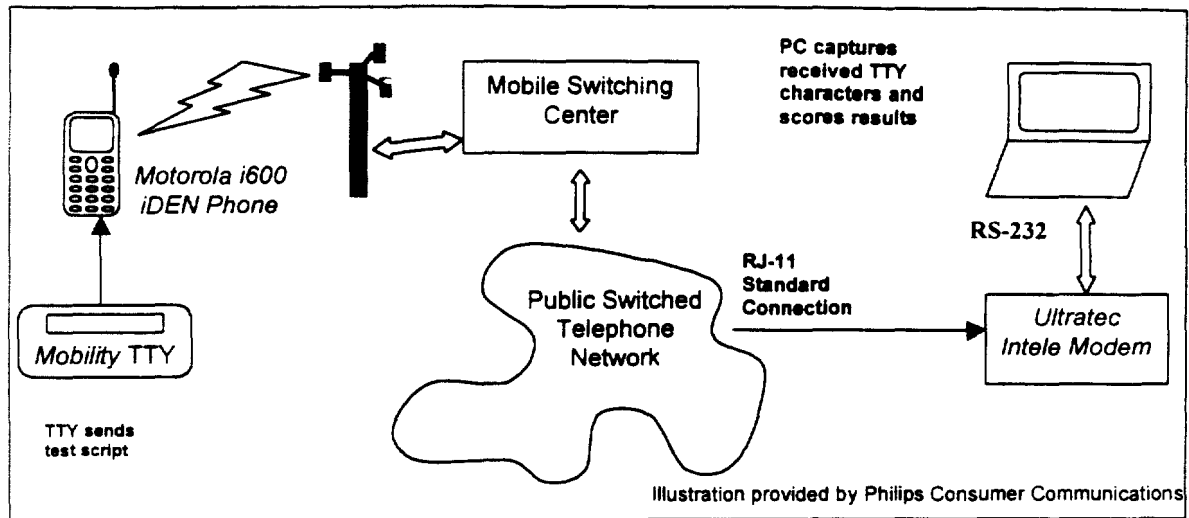 Motorola i600
iDEN Phone
Mobile Switching
Center
PC captures
received TTY
characters and
scores results
RS-232
Mobility TTY
TTY sends
test script
Public Switched
Telephone
Network
RJ-11
Standard
Connection
Ultratec
Intele Modem
Illustration provided by Philips Consumer Communications